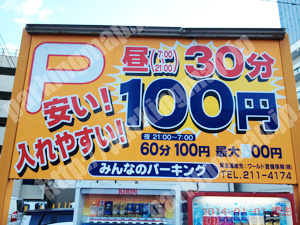 P
昼 7:00〜21:00 30分
安い! 100円
入れやすい!
夜 21:00〜7:00
60分 100円 最大 00円
みんなのパーキング
TEL.211-4174
KIRIN